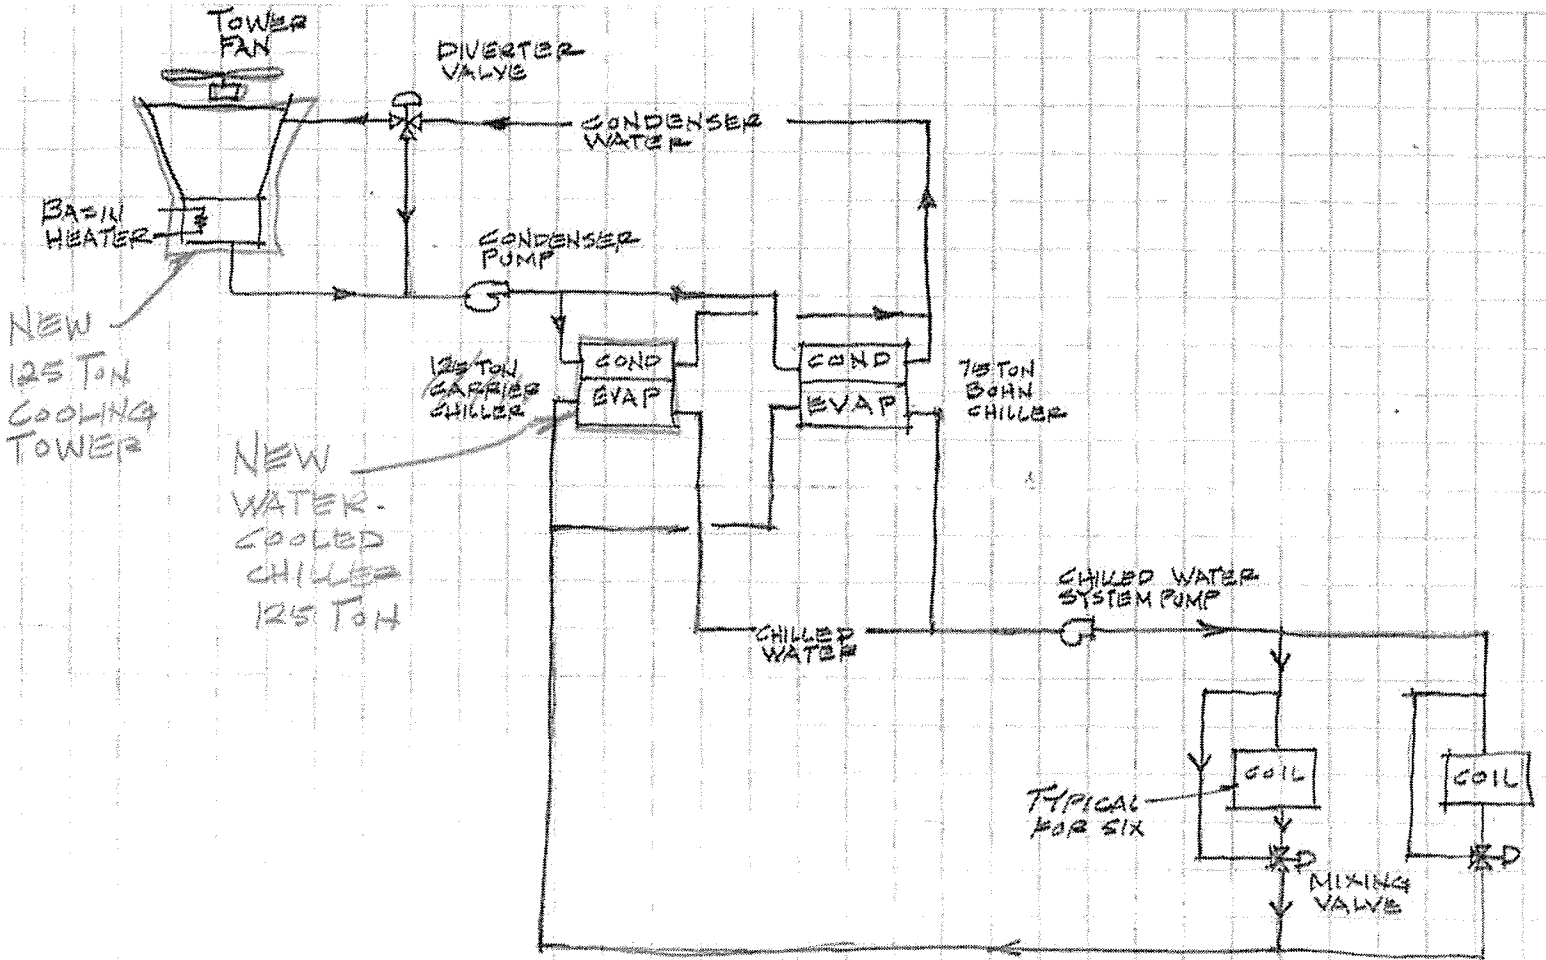 TOWER
FAN
DIVERTER
VALVE
CONDENSER
WATER
BASIN
HEATER
CONDENSER
PUMP
NEW
125 TON
COOLING
TOWER
125 TON
CARRIER
CHILLER
COND
EVAP
COND
EVAP
75 TON
BOHN
CHILLER
NEW
WATER-
COOLED
CHILLER
125 TON
CHILLED WATER
SYSTEM PUMP
CHILLED
WATER
COIL
COIL
TYPICAL
FOR SIX
MIXING
VALVE